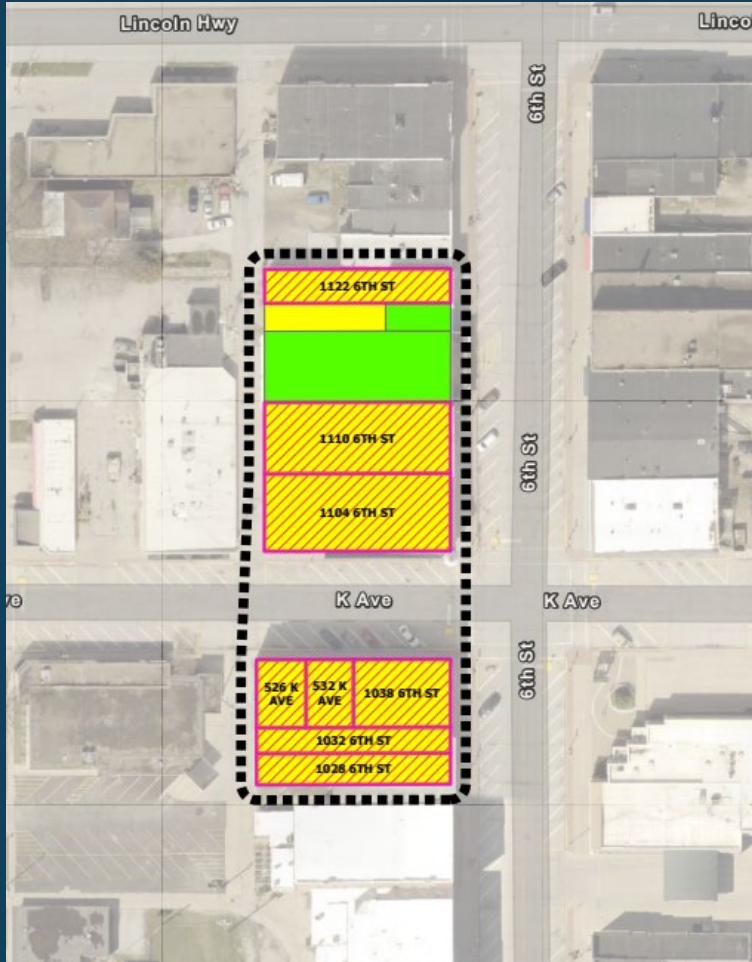 Lincoln Hwy
Linco
6th St
1122 6TH ST
1110 6TH ST
6th St
1104 6TH ST
ve
K Ave
K Ave
6th St
526 K
AVE
532 K
AVE
1038 6TH ST
1032 6TH ST
1028 6TH ST